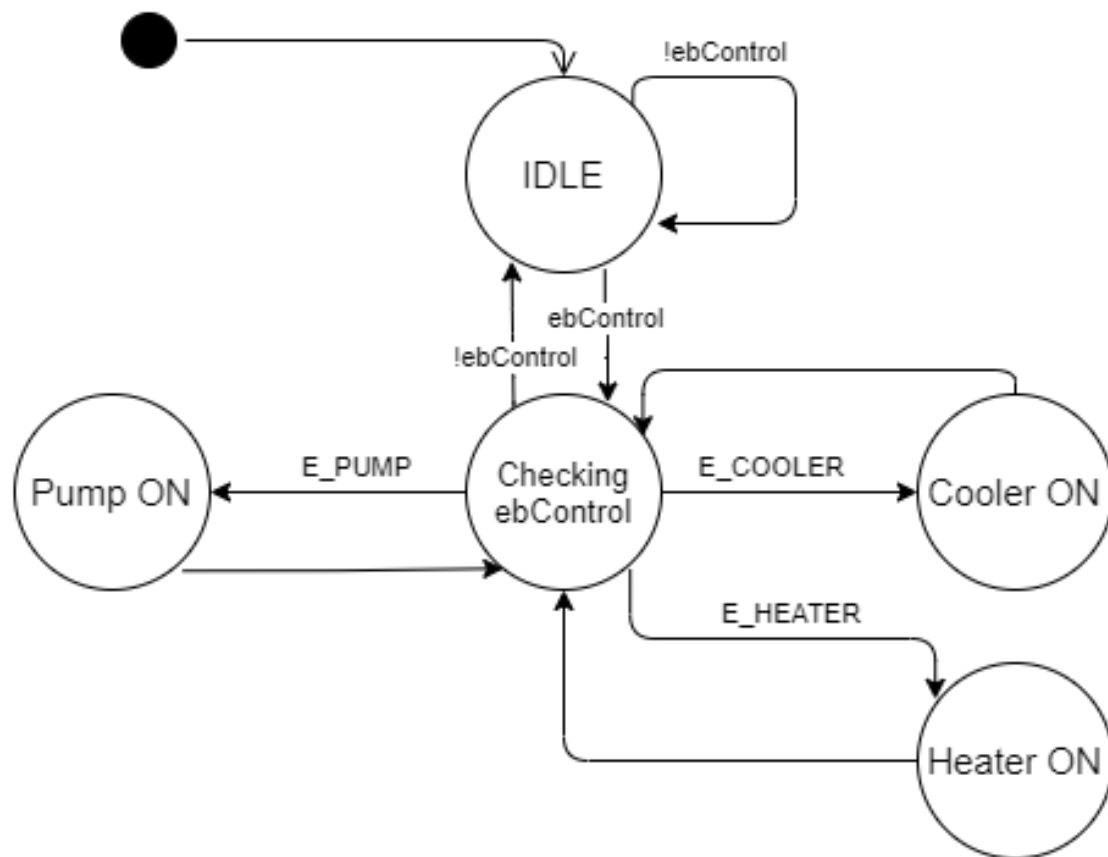 !ebControl
IDLE
ebControl
!ebControl
E_PUMP
Checking
ebControl
E_COOLER
Pump ON
Cooler ON
E_HEATER
Heater ON